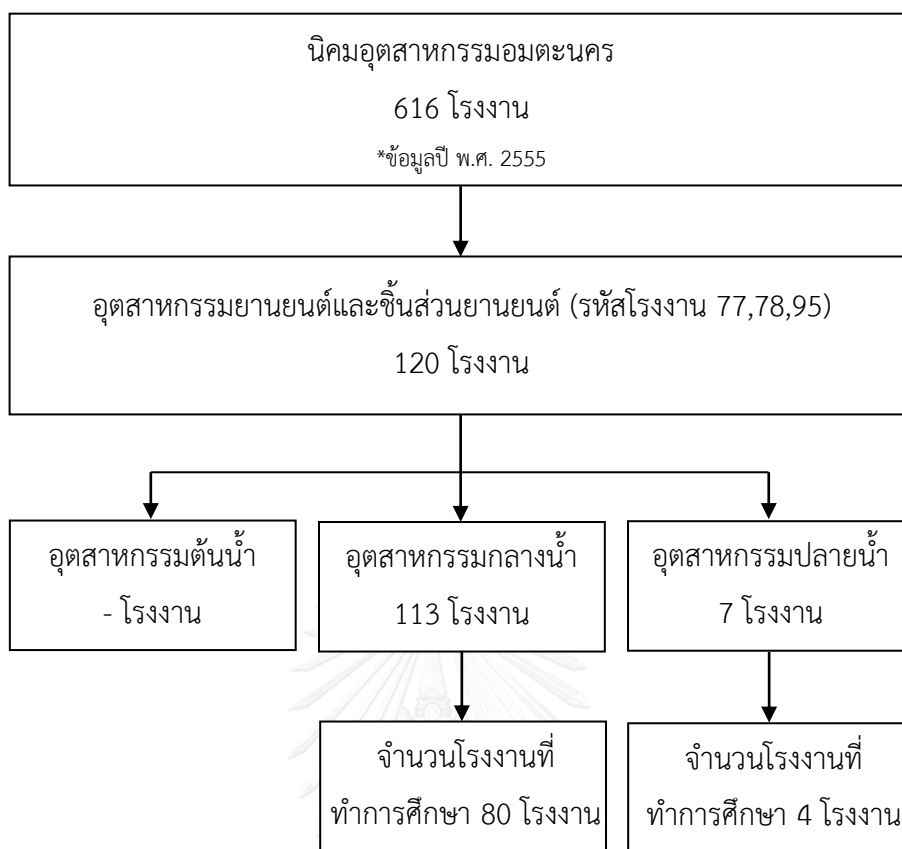 นิคมอุตสาหกรรมอมตะนคร
616 โรงงาน
*ข้อมูลปี พ.ศ. 2555
อุตสาหกรรมยานยนต์และชิ้นส่วนยานยนต์ (รหัสโรงงาน 77,78,95)
120 โรงงาน
อุตสาหกรรมต้นน้ำ
- โรงงาน
อุตสาหกรรมกลางน้ำ
113 โรงงาน
อุตสาหกรรมปลายน้ำ
7 โรงงาน
จำนวนโรงงานที่
ทำการศึกษา 80 โรงงาน
จำนวนโรงงานที่
ทำการศึกษา 4 โรงงาน